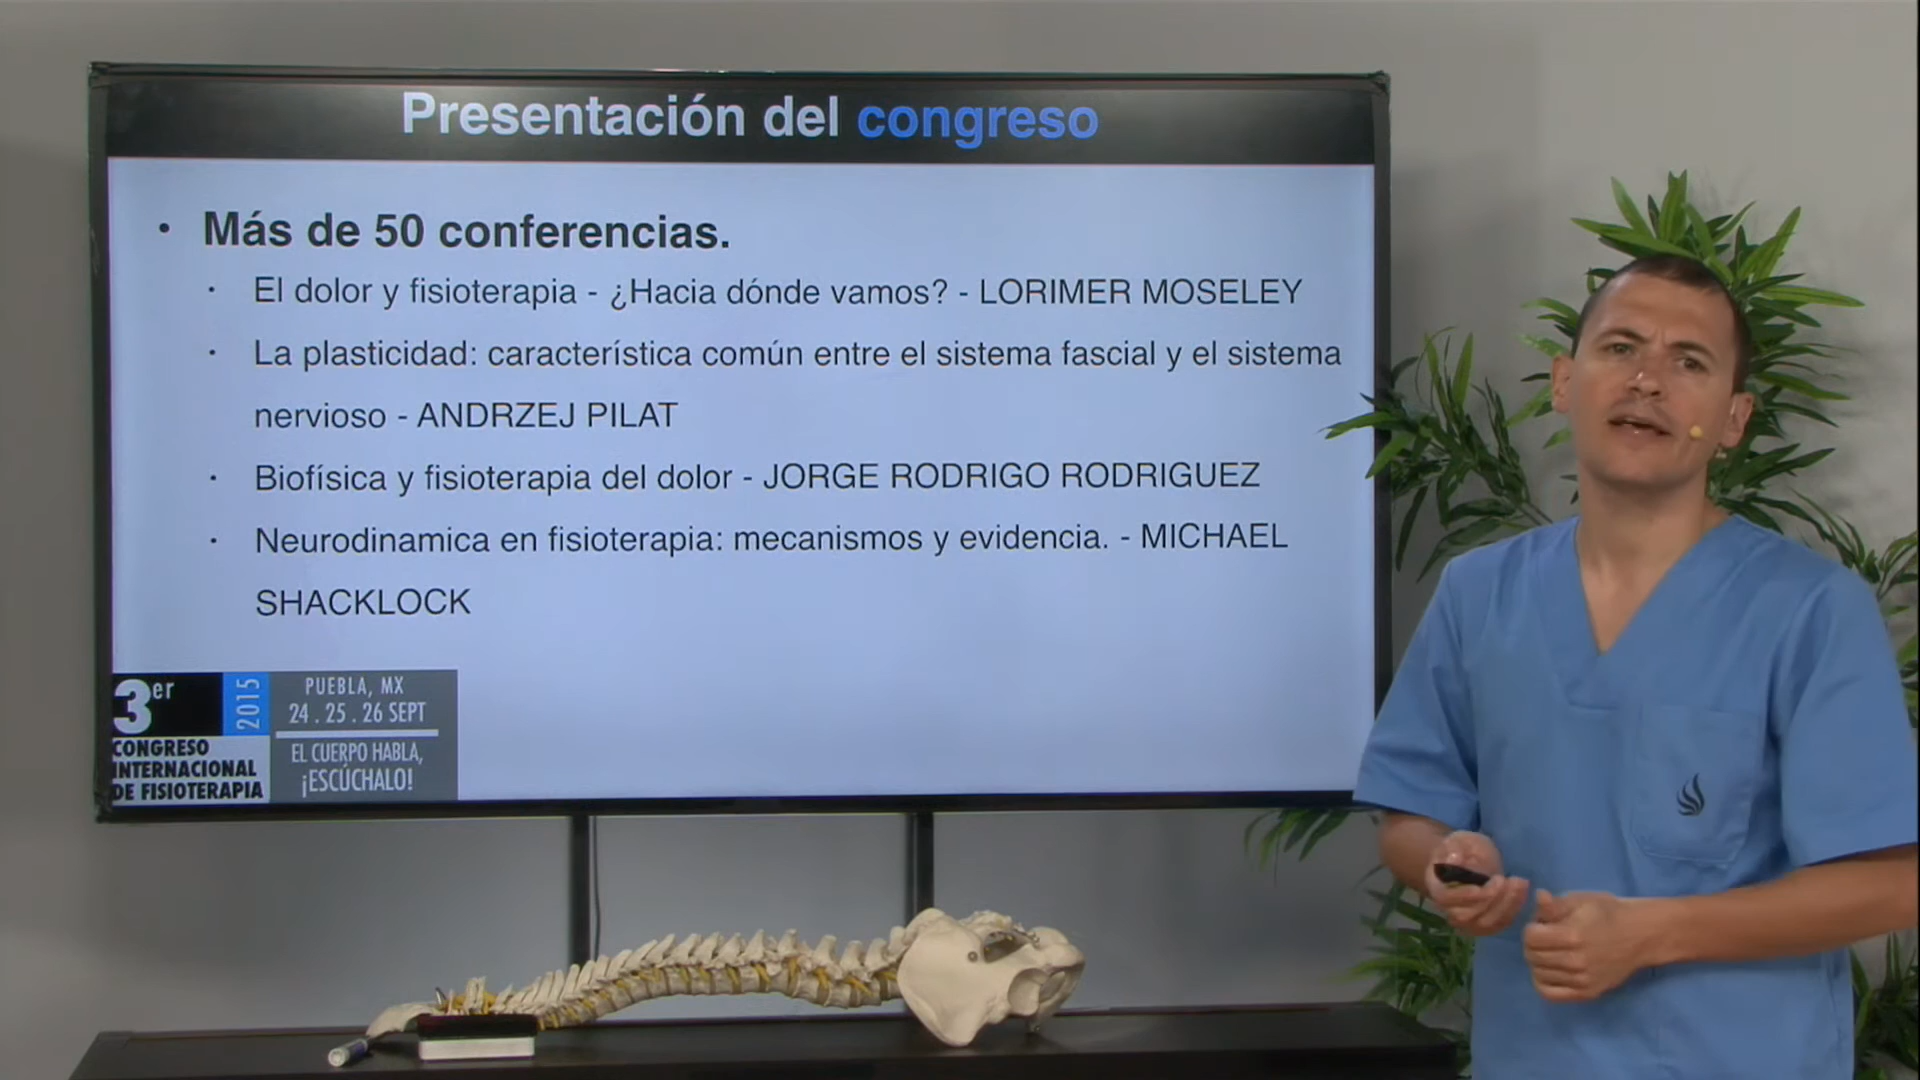 Presentación del congreso
• Más de 50 conferencias.
· El dolor y fisioterapia - ¿Hacia dónde vamos? - LORIMER MOSELEY
· La plasticidad: característica común entre el sistema fascial y el sistema
nervioso - ANDRZEJ PILAT
· Biofísica y fisioterapia del dolor - JORGE RODRIGO RODRIGUEZ
· Neurodinamica en fisioterapia: mecanismos y evidencia. - MICHAEL
SHACKLOCK
3er
2015
CONGRESO
INTERNACIONAL
DE FISIOTERAPIA
PUEBLA, MX
24 . 25 . 26 SEPT
EL CUERPO HABLA,
¡ESCÚCHALO!